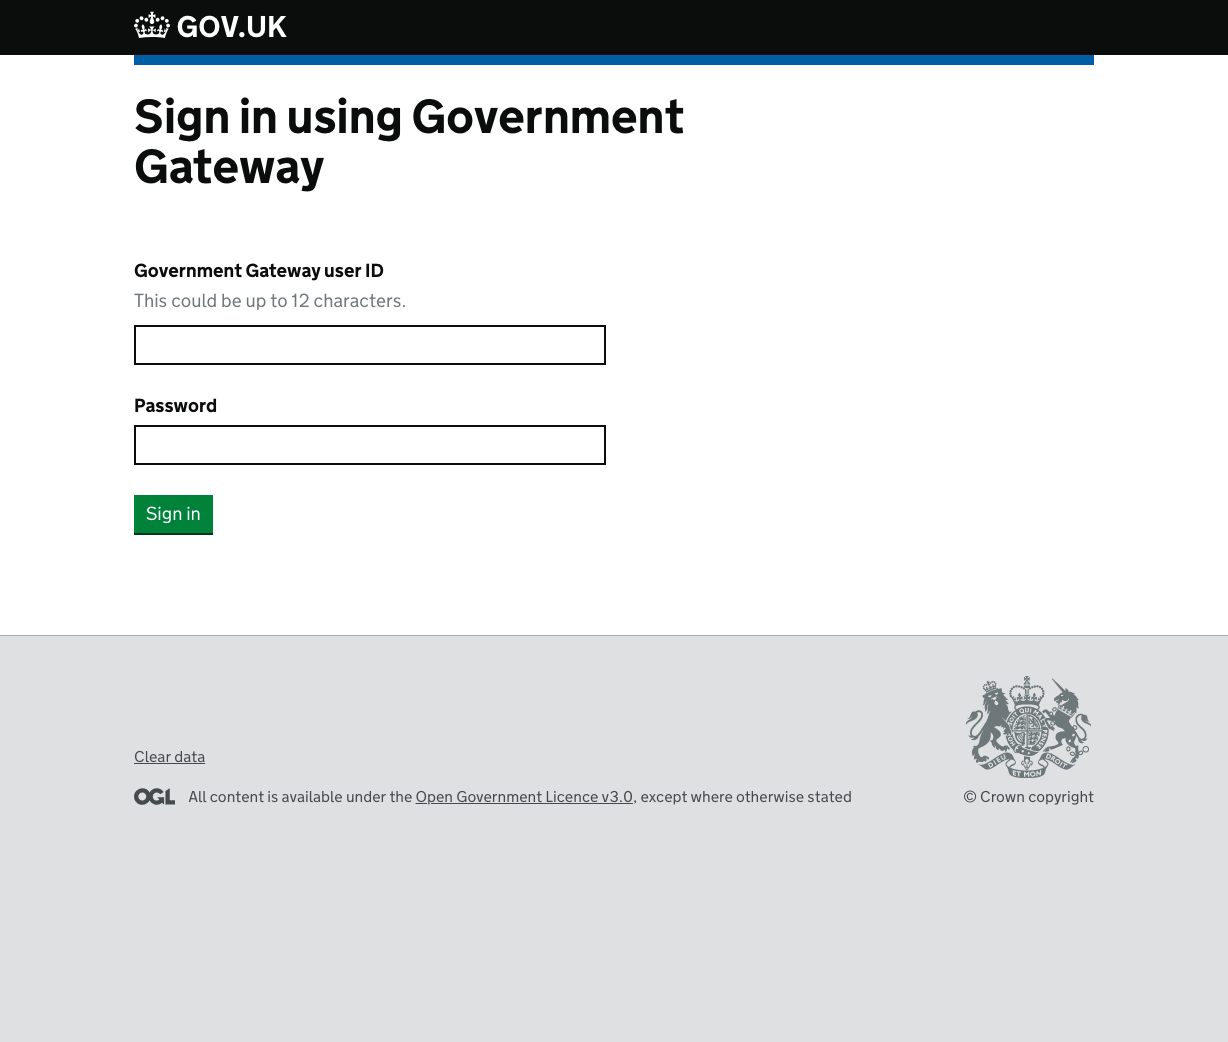 GOV.UK
Sign in using Government
Gateway
Government Gateway user ID
This could be up to 12 characters.
Password
Sign in
Clear data
OGL All content is available under the Open Government Licence v3.0, except where otherwise stated
© Crown copyright
DIEU ET MON DROIT